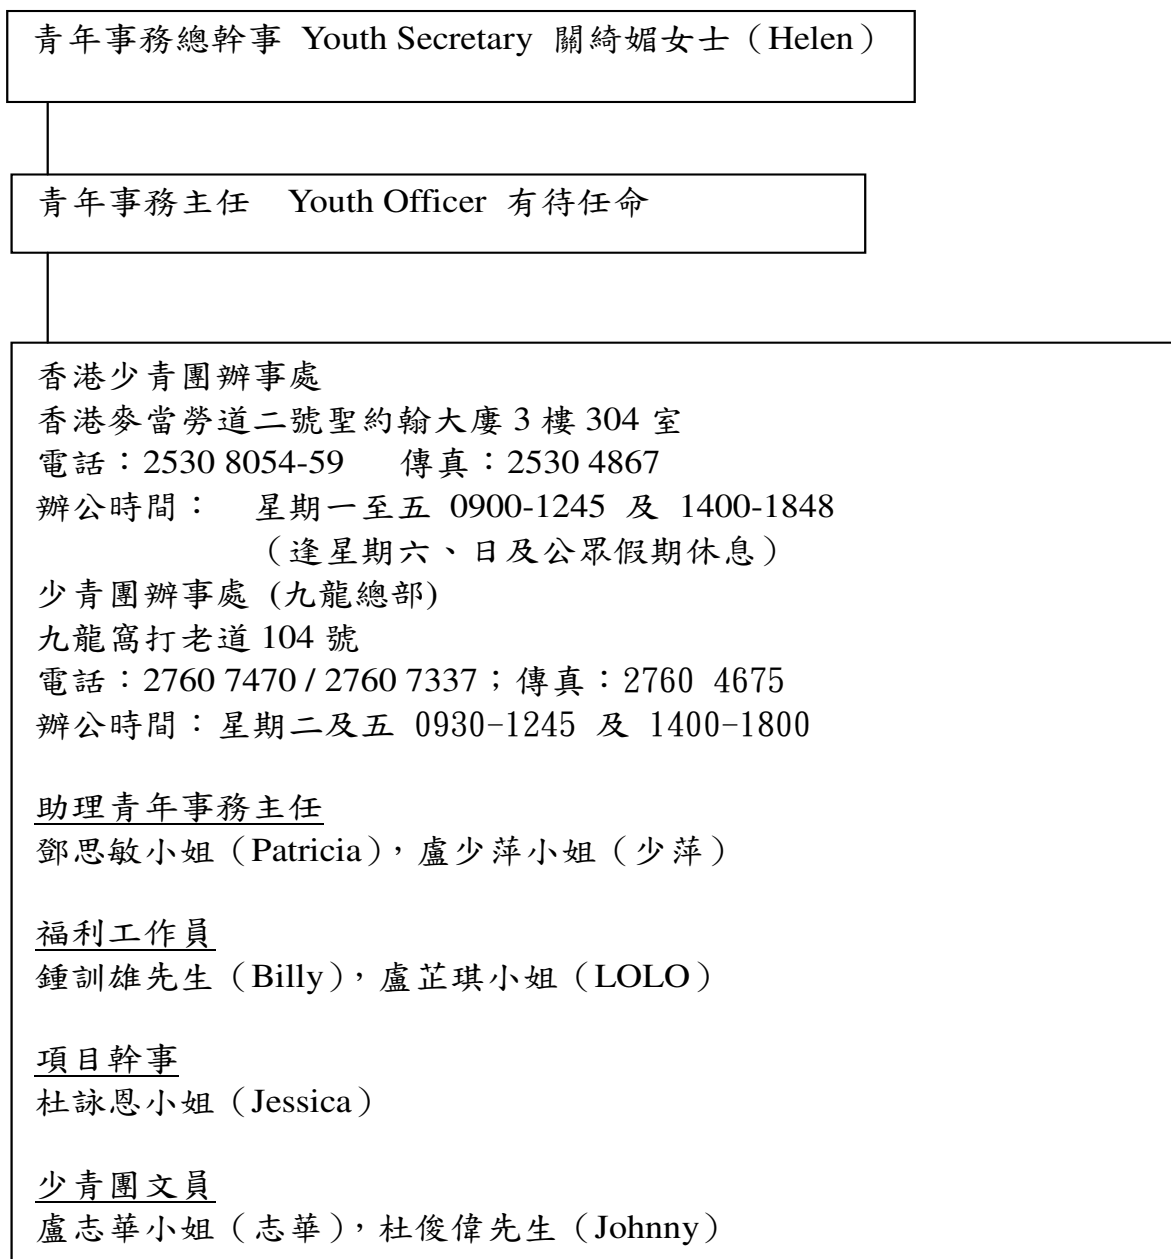 青年事務總幹事 Youth Secretary 關綺媚女士（Helen）
青年事務主任 Youth Officer 有待任命
香港少青團辦事處
香港麥當勞道二號聖約翰大廈 3 樓 304 室
電話：2530 8054-59 傳真：2530 4867
辦公時間： 星期一至五 0900-1245 及 1400-1848
（逢星期六、日及公眾假期休息）
少青團辦事處 (九龍總部)
九龍窩打老道 104 號
電話：2760 7470 / 2760 7337；傳真：2760 4675
辦公時間：星期二及五 0930-1245 及 1400-1800
助理青年事務主任
鄧思敏小姐（Patricia），盧少萍小姐（少萍）
福利工作員
鍾訓雄先生（Billy），盧芷琪小姐（LOLO）
項目幹事
杜詠恩小姐（Jessica）
少青團文員
盧志華小姐（志華），杜俊偉先生（Johnny）